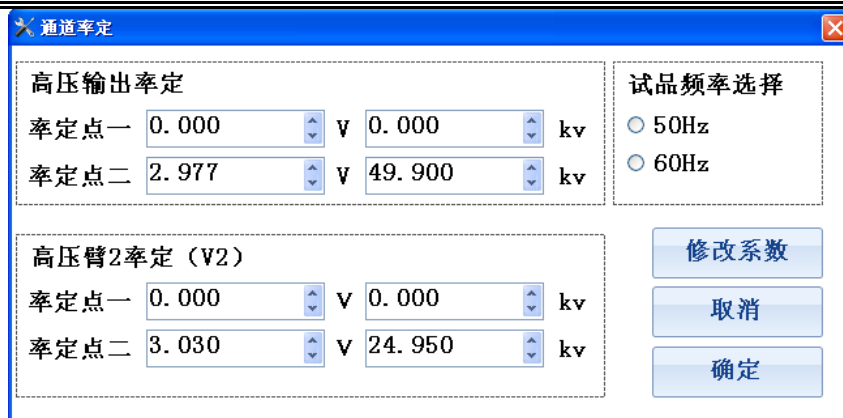 通道率定
高压输出率定
率定点一 0.000 V 0.000 kv
率定点二 2.977 V 49.900 kv
试品频率选择
50Hz
60Hz
高压臂2率定（V2）
率定点一 0.000 V 0.000 kv
率定点二 3.030 V 24.950 kv
修改系数
取消
确定